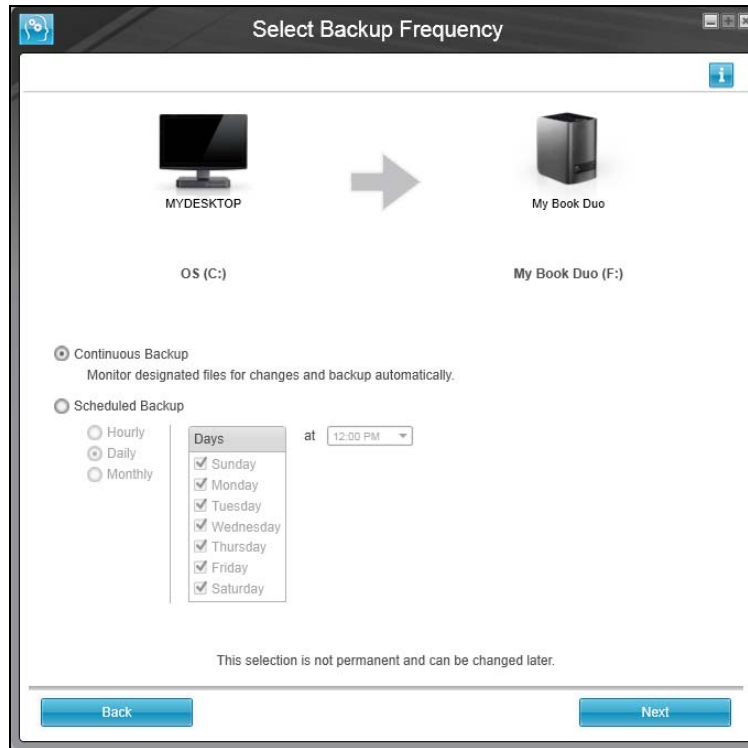 Select Backup Frequency
i
MYDESKTOP
My Book Duo
OS (C:)
My Book Duo (F:)
Continuous Backup
Monitor designated files for changes and backup automatically.
Scheduled Backup
Hourly
Daily
Monthly
Days
Sunday
Monday
Tuesday
Wednesday
Thursday
Friday
Saturday
at 12:00 PM
This selection is not permanent and can be changed later.
Back
Next